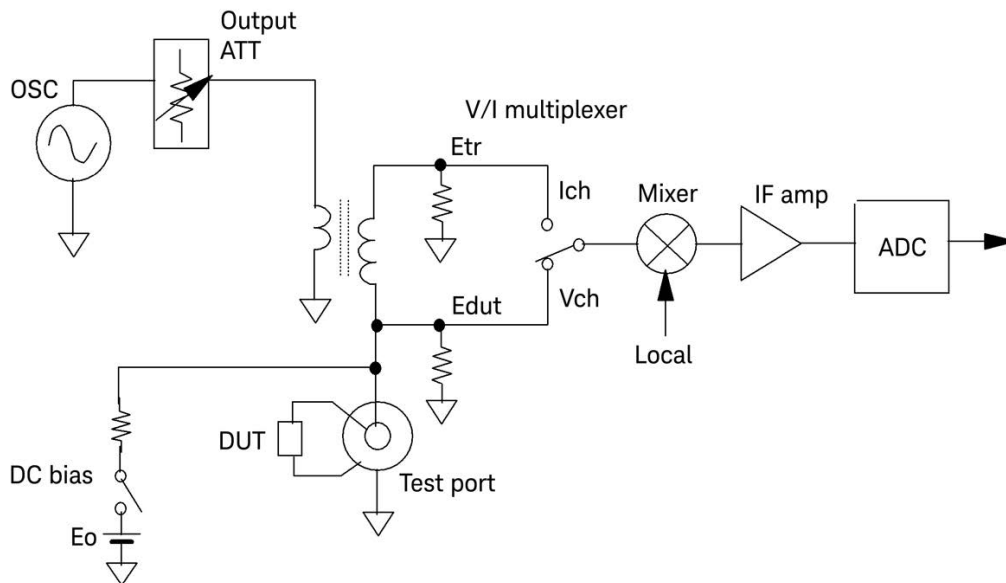 Output
ATT
OSC
V/I multiplexer
Etr
Ich
Mixer
IF amp
ADC
Edut
Vch
Local
DUT
Test port
DC bias
Eo